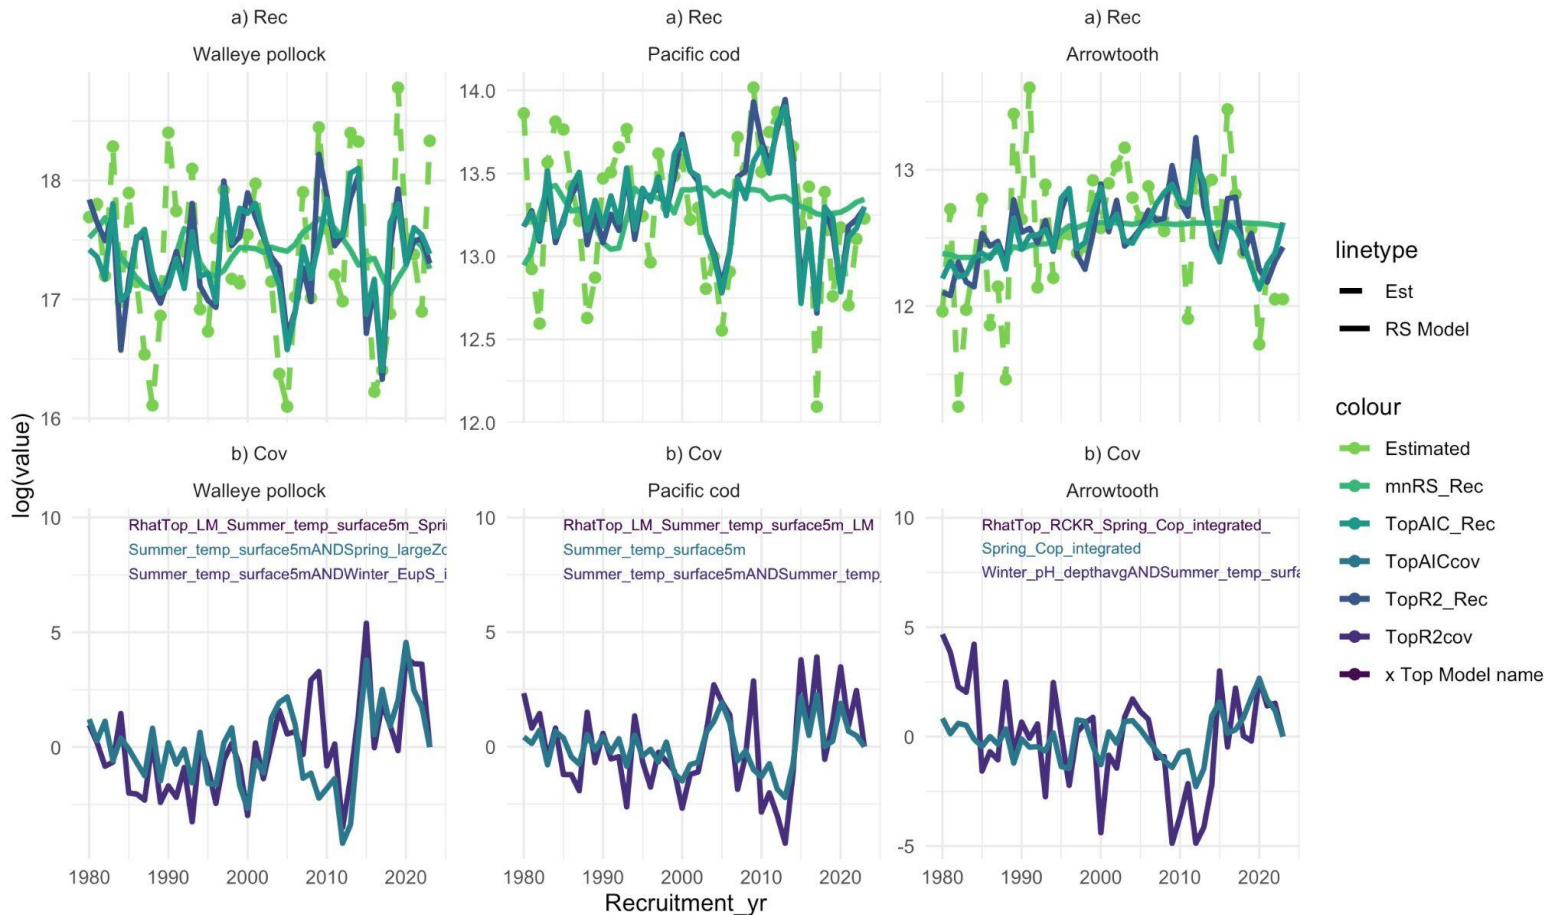 a) Rec
Walleye pollock
a) Rec
Pacific cod
a) Rec
Arrowtooth
18
17
16
14.0
13.5
13.0
12.5
12.0
13
12
log(value)
b) Cov
Walleye pollock
b) Cov
Pacific cod
b) Cov
Arrowtooth
10
5
0
RhatTop_LM_Summer_temp_surface5m_Spri
Summer_temp_surface5mANDSpring_largeZo
Summer_temp_surface5mANDWinter_EupS_i
10
5
0
RhatTop_LM_Summer_temp_surface5m_LM
Summer_temp_surface5m
Summer_temp_surface5mANDSummer_temp_
10
5
0
-5
RhatTop_RCKR_Spring_Cop_integrated_
Spring_Cop_integrated
Winter_pH_depthavgANDSummer_temp_surfa
1980 1990 2000 2010 2020
1980 1990 2000 2010 2020
1980 1990 2000 2010 2020
Recruitment_yr
linetype
Est
RS Model
colour
Estimated
mnRS_Rec
TopAIC_Rec
TopAICcov
TopR2_Rec
TopR2cov
x Top Model name